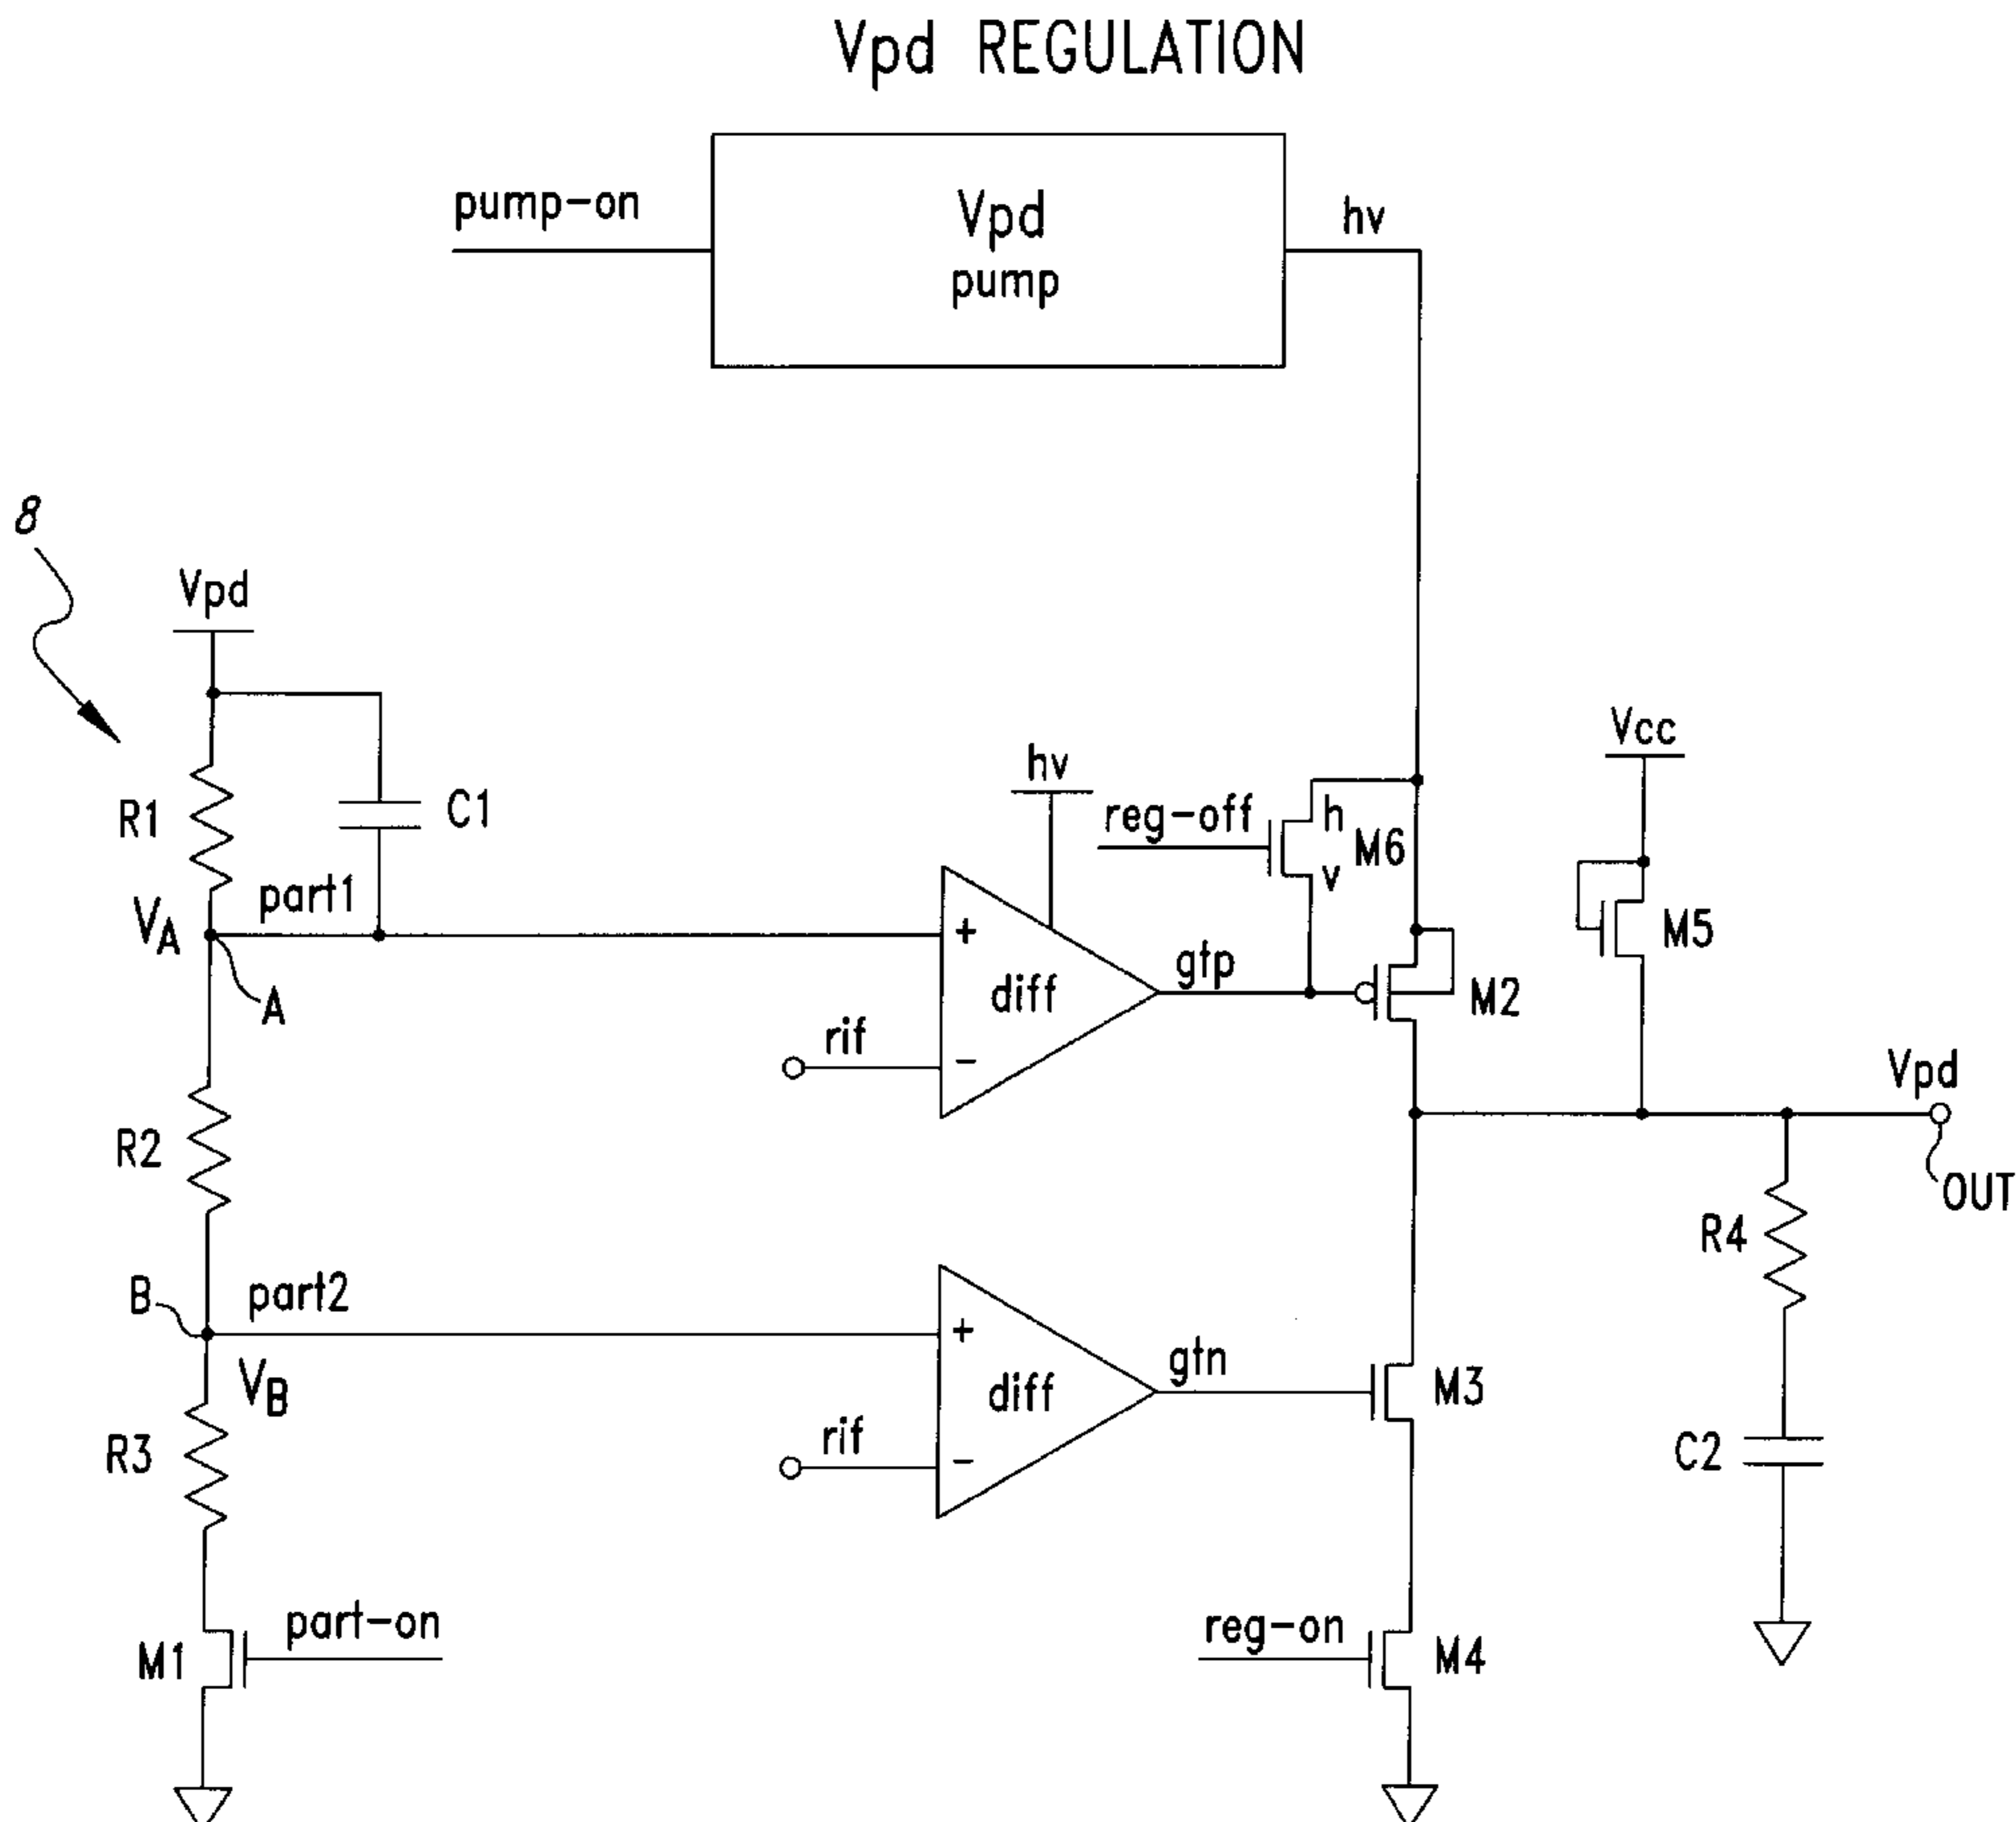 Vpd REGULATION
pump-on
Vpd
pump
hv
8
Vpd
R1
C1
part1
VA
A
hv
reg-off
h
v
M6
Vcc
M5
+
diff
gtp
M2
rif
-
Vpd
OUT
R2
R4
B
part2
VB
+
diff
gtn
M3
rif
-
R3
C2
part-on
M1
reg-on
M4